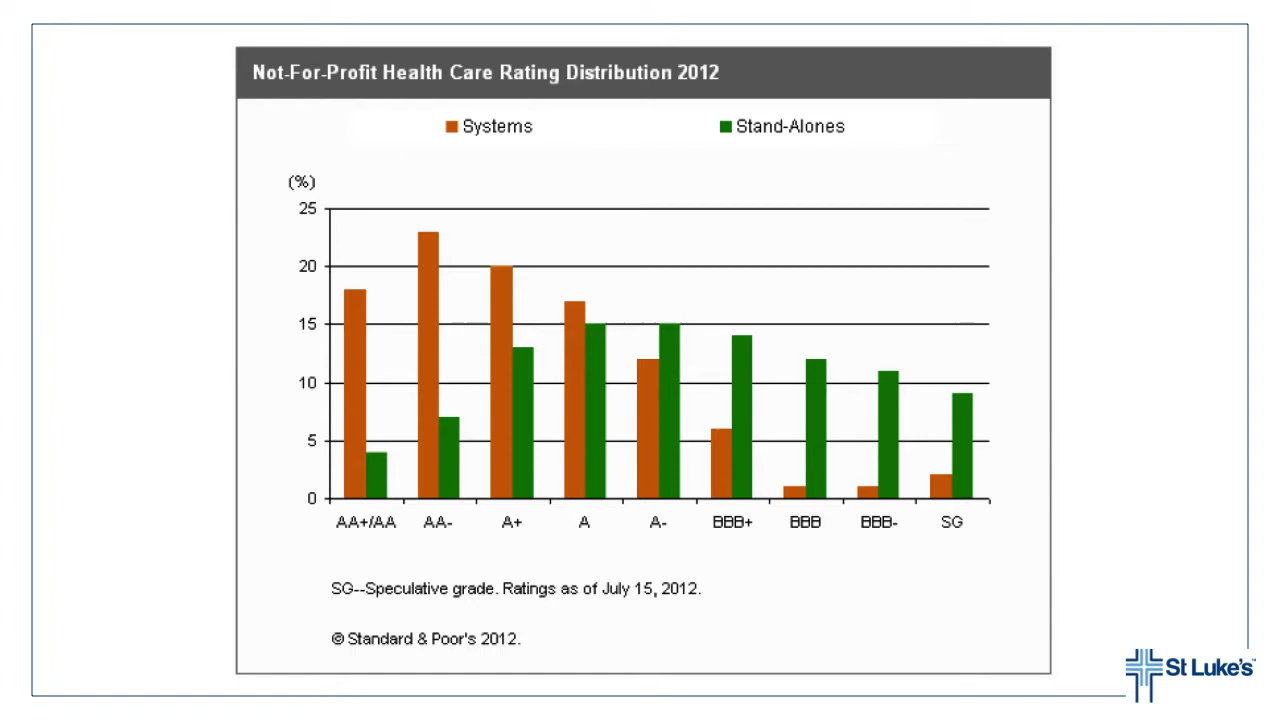 Not-For-Profit Health Care Rating Distribution 2012
Systems Stand-Alones
(%)
25
20
15
10
5
0
AA+/AA AA- A+ A A- BBB+ BBB BBB- SG
SG--Speculative grade. Ratings as of July 15, 2012.
© Standard & Poor's 2012.
St Luke's™